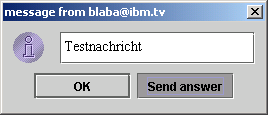 message from blaba@ibm.tv
Testnachricht
OK
Send answer